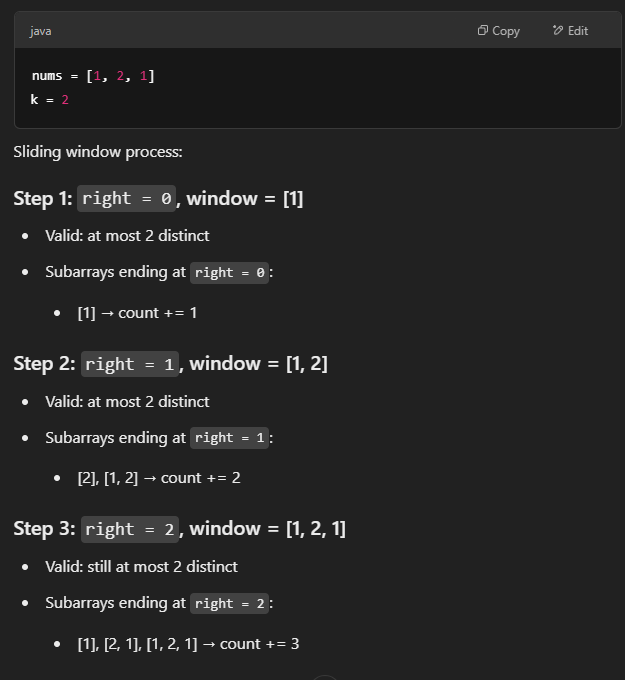 java Copy Edit
nums = [1, 2, 1]
k = 2
Sliding window process:
Step 1: right = 0, window = [1]
• Valid: at most 2 distinct
• Subarrays ending at right = 0:
• [1] → count += 1
Step 2: right = 1, window = [1, 2]
• Valid: at most 2 distinct
• Subarrays ending at right = 1:
• [2], [1, 2] → count += 2
Step 3: right = 2, window = [1, 2, 1]
• Valid: still at most 2 distinct
• Subarrays ending at right = 2:
• [1], [2, 1], [1, 2, 1] → count += 3